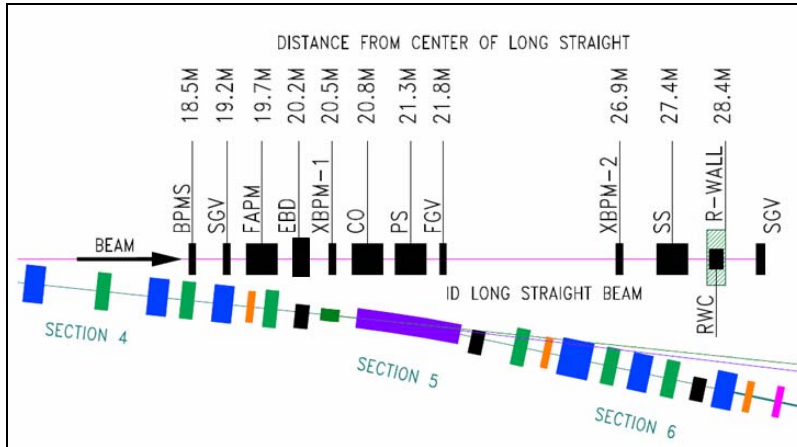 DISTANCE FROM CENTER OF LONG STRAIGHT
18.5M
19.2M
19.7M
20.2M
20.5M
20.8M
21.3M
21.8M
26.9M
27.4M
28.4M
BPMS
SGV
FAPM
EBD
XBPM-1
CO
PS
FGV
XBPM-2
SS
R-WALL
SGV
BEAM
ID LONG STRAIGHT BEAM
RWC
SECTION 4
SECTION 5
SECTION 6